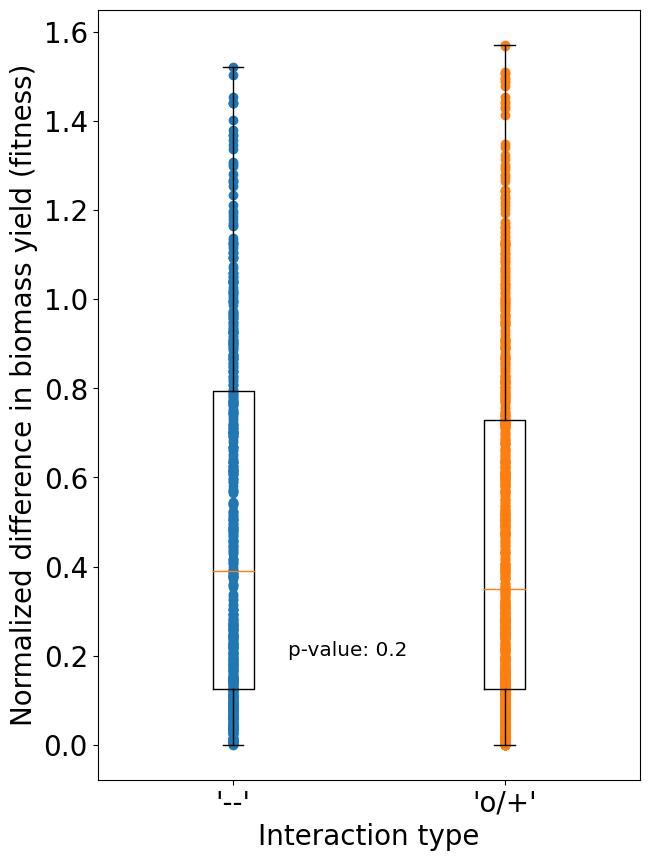 Normalized difference in biomass yield (fitness)
1.6
1.4
1.2
1.0
0.8
0.6
0.4
0.2
0.0
p-value: 0.2
'--'
'o/+'
Interaction type